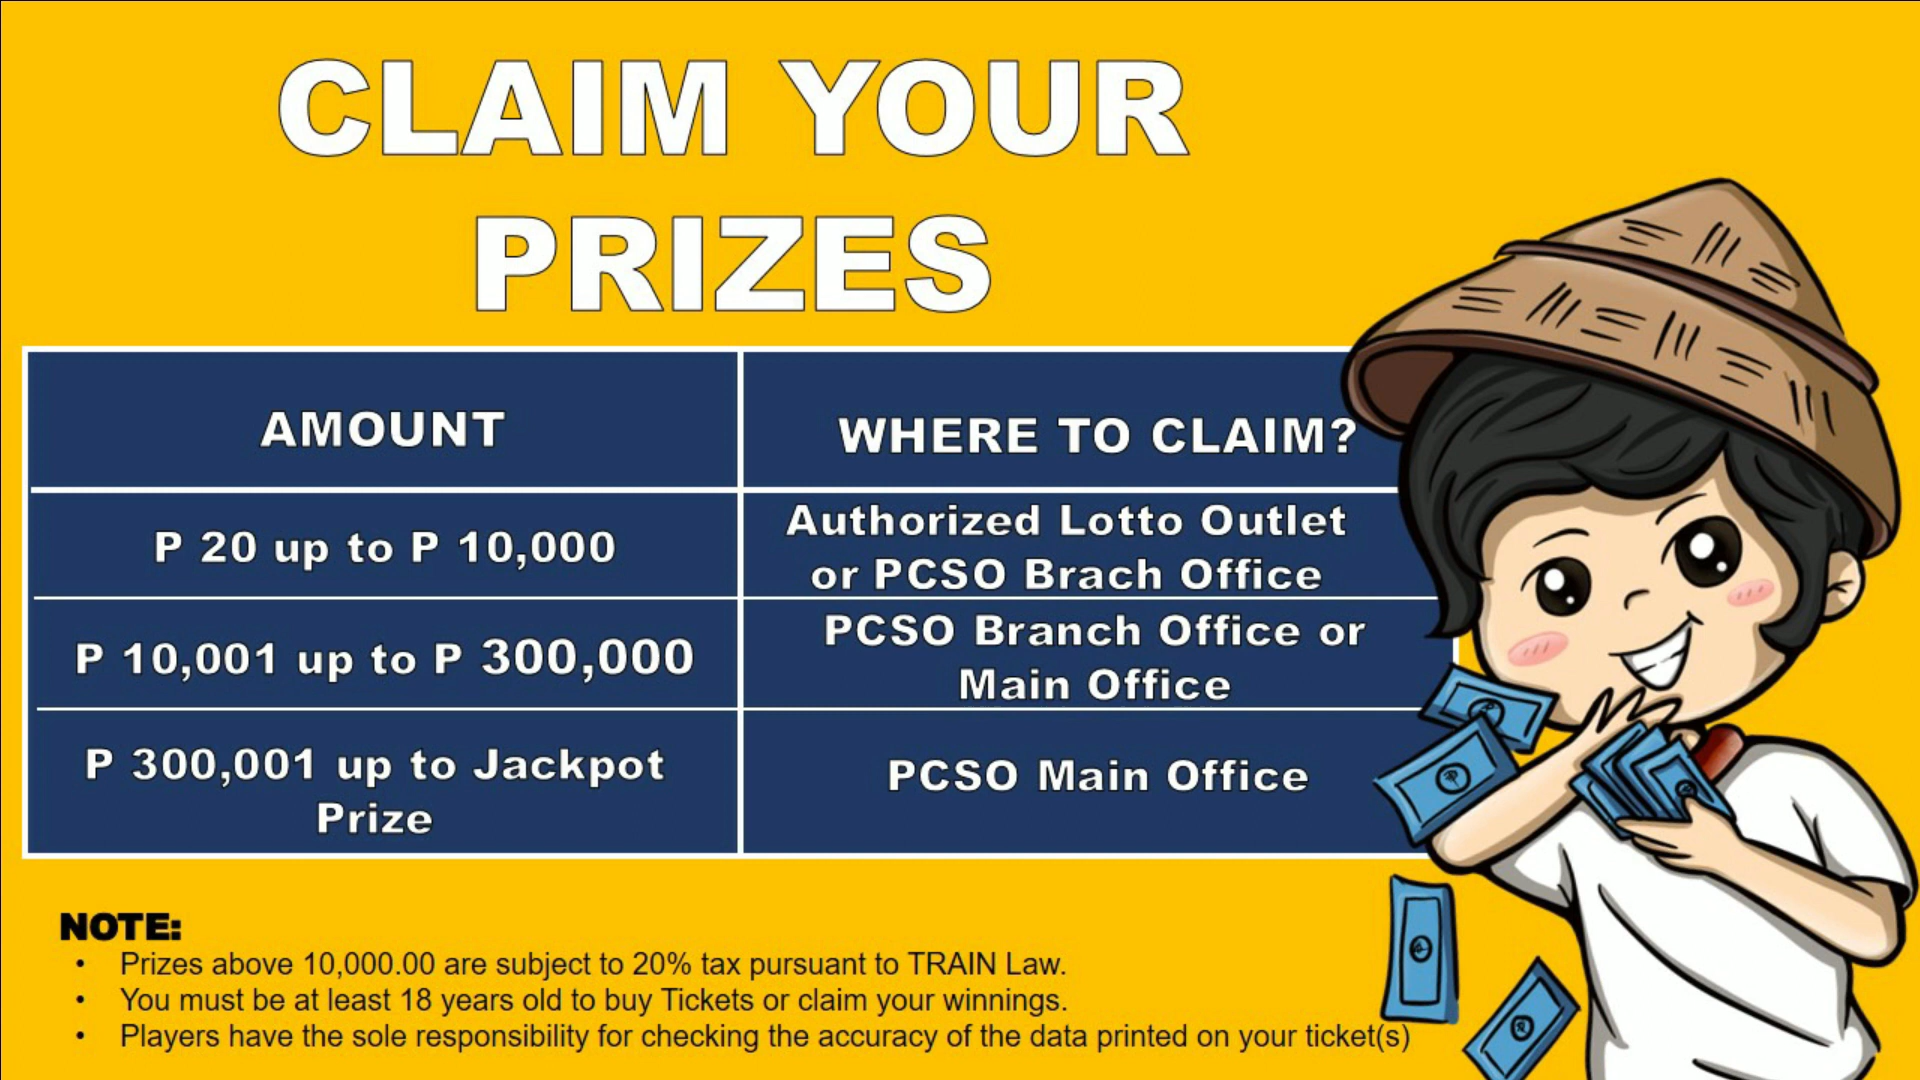 CLAIM YOUR
PRIZES
AMOUNT
WHERE TO CLAIM?
P 20 up to P 10,000
Authorized Lotto Outlet
or PCSO Brach Office
P 10,001 up to P 300,000
PCSO Branch Office or
Main Office
P 300,001 up to Jackpot
Prize
PCSO Main Office
NOTE:
• Prizes above 10,000.00 are subject to 20% tax pursuant to TRAIN Law.
• You must be at least 18 years old to buy Tickets or claim your winnings.
• Players have the sole responsibility for checking the accuracy of the data printed on your ticket(s)